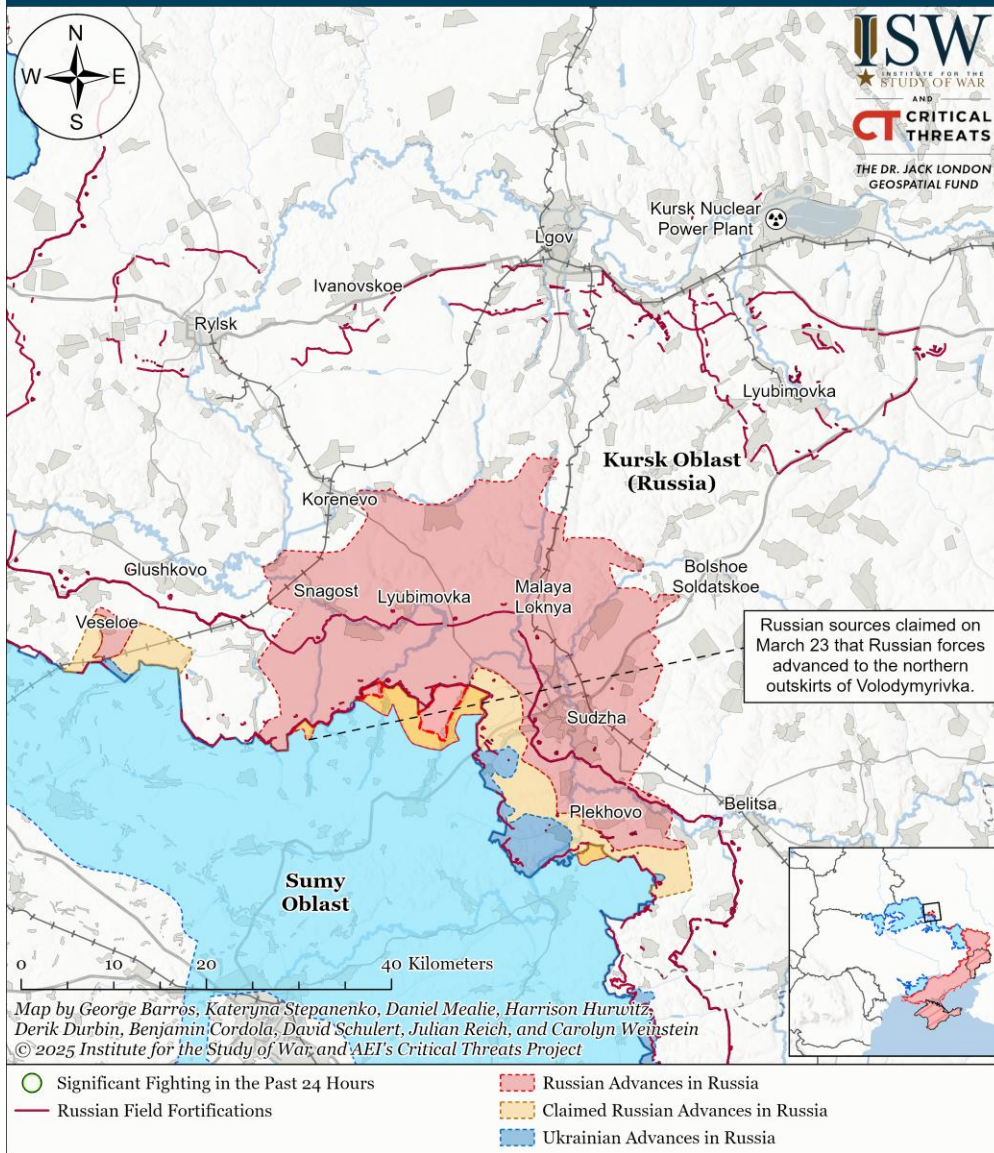 N
W E
S
ISW
INSTITUTE FOR THE
STUDY OF WAR
AND
CT CRITICAL
THREATS
THE DR. JACK LONDON
GEOSPATIAL FUND
Kursk Nuclear
Power Plant
Lgov
Ivanovskoe
Rylsk
Lyubimovka
Kursk Oblast
(Russia)
Korenevo
Glushkovo
Snagost
Lyubimovka
Malaya
Loknya
Bolshoe
Soldatskoe
Veseloe
Russian sources claimed on
March 23 that Russian forces
advanced to the northern
outskirts of Volodymyrivka.
Sudzha
Plekhovo
Belitsa
Sumy
Oblast
0 10 20 40 Kilometers
Map by George Barros, Kateryna Stepanenko, Daniel Mealie, Harrison Hurwitz,
Derik Durbin, Benjamin Cordola, David Schulert, Julian Reich, and Carolyn Weinstein
© 2025 Institute for the Study of War and AEI's Critical Threats Project
Significant Fighting in the Past 24 Hours
Russian Field Fortifications
Russian Advances in Russia
Claimed Russian Advances in Russia
Ukrainian Advances in Russia